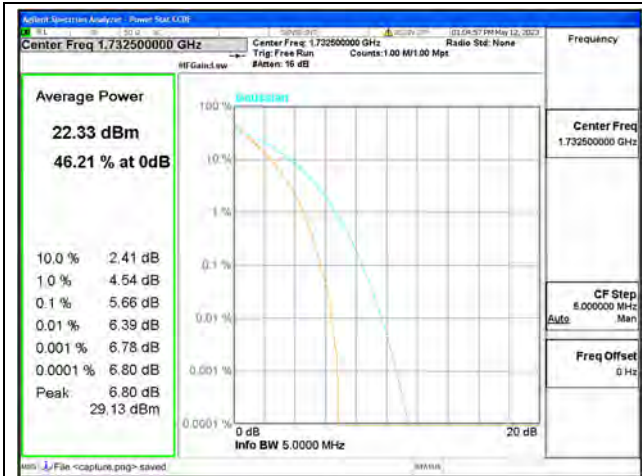 Agilent Spectrum Analyzer - Power Stat CCDF
Center Freq 1.732500000 GHz
Center Freq: 1.732500000 GHz
01:04:57 PM May 12, 2023
Trig: Free Run
Counts:1.00 M/1.00 Mpt
Radio Std: None
#IFGain:Low
#Atten: 16 dB
Frequency
Average Power
22.33 dBm
46.21 % at 0dB
10.0 % 2.41 dB
1.0 % 4.54 dB
0.1 % 5.66 dB
0.01 % 6.39 dB
0.001 % 6.78 dB
0.0001 % 6.80 dB
Peak 6.80 dB
29.13 dBm
Gaussian
100 %
10 %
1 %
0.1 %
0.01 %
0.001 %
0.0001 %
0 dB
20 dB
Info BW 5.0000 MHz
Center Freq
1.732500000 GHz
CF Step
5.000000 MHz
Auto Man
Freq Offset
0 Hz
MSG
File <capture.png> saved
STATUS